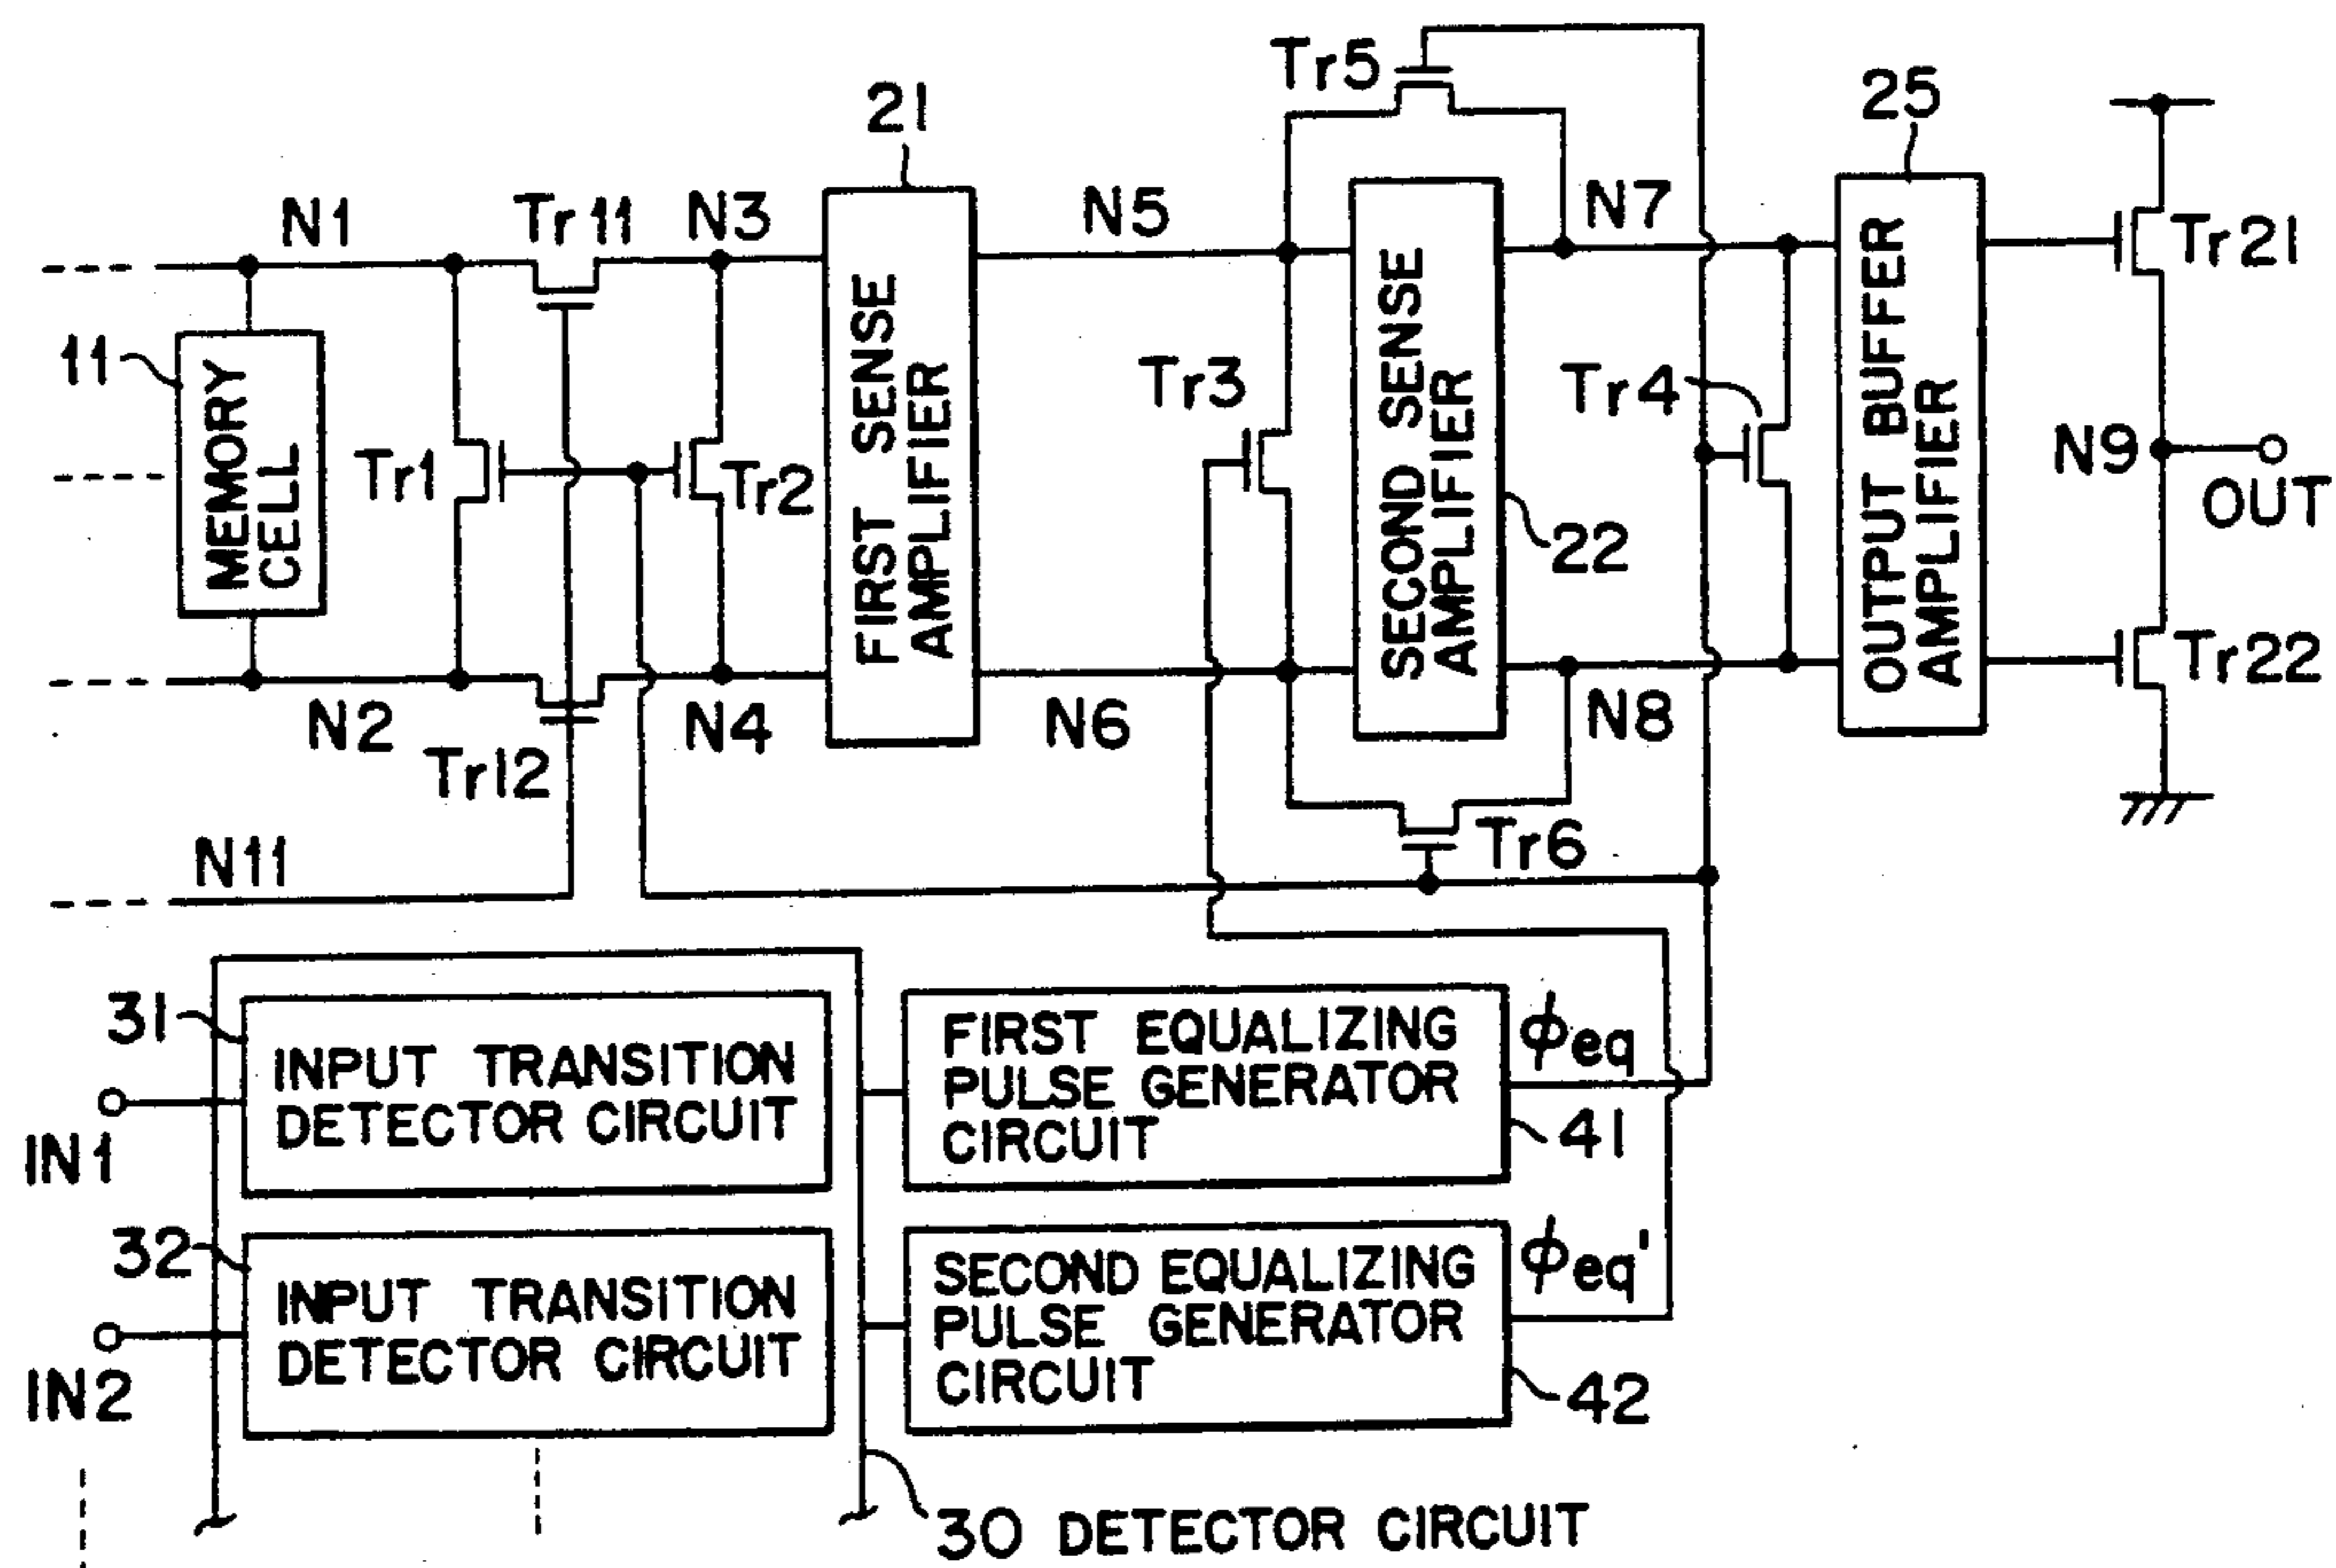 Tr5
21
25
N1
Tr11
N3
N5
N7
Tr21
11
MEMORY
CELL
Tr1
Tr2
FIRST SENSE
AMPLIFIER
Tr3
SECOND SENSE
AMPLIFIER
22
Tr4
OUTPUT BUFFER
AMPLIFIER
N9
OUT
N2
Tr12
N4
N6
N8
Tr22
Tr6
N11
31
INPUT TRANSITION
DETECTOR CIRCUIT
IN1
FIRST EQUALIZING
PULSE GENERATOR
CIRCUIT
ϕeq
41
32
INPUT TRANSITION
DETECTOR CIRCUIT
IN2
SECOND EQUALIZING
PULSE GENERATOR
CIRCUIT
ϕeq'
42
30 DETECTOR CIRCUIT